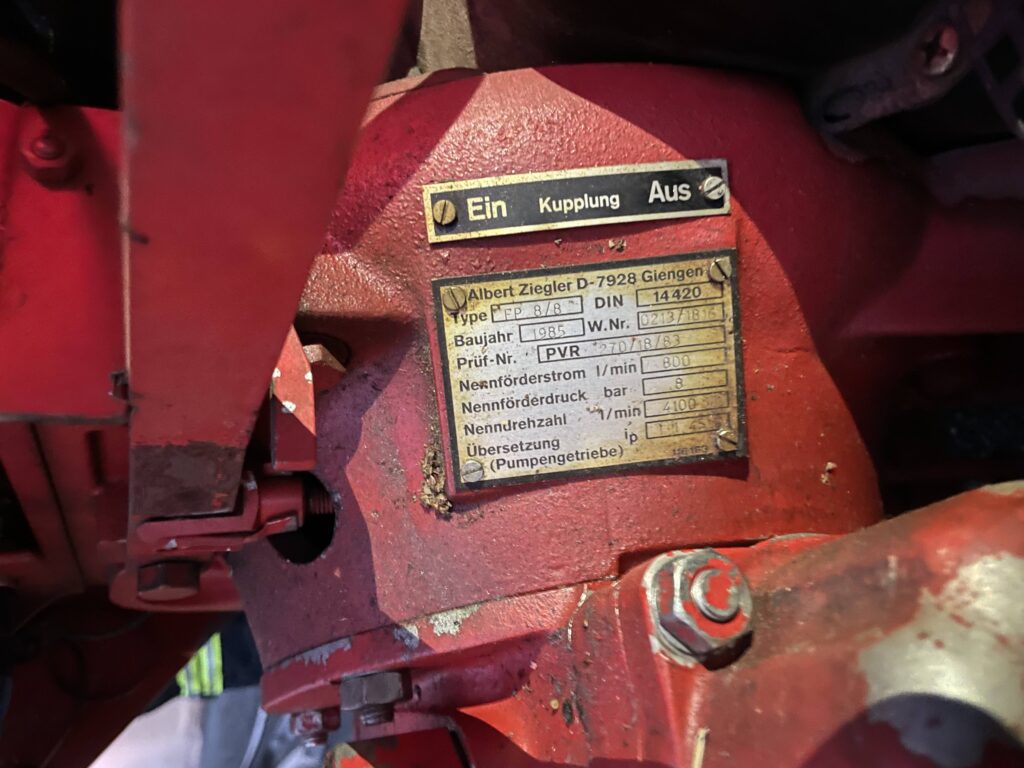 Ein Kupplung Aus
Albert Ziegler D-7928 Giengen
Type FP 8/8 DIN 14420
Baujahr 1985 W.Nr. 0213/1816
Prüf-Nr. PVR 270/18/83
Nennförderstrom l/min 800
Nennförderdruck bar 8
Nenndrehzahl 1/min 4100
Übersetzung ip
(Pumpengetriebe)